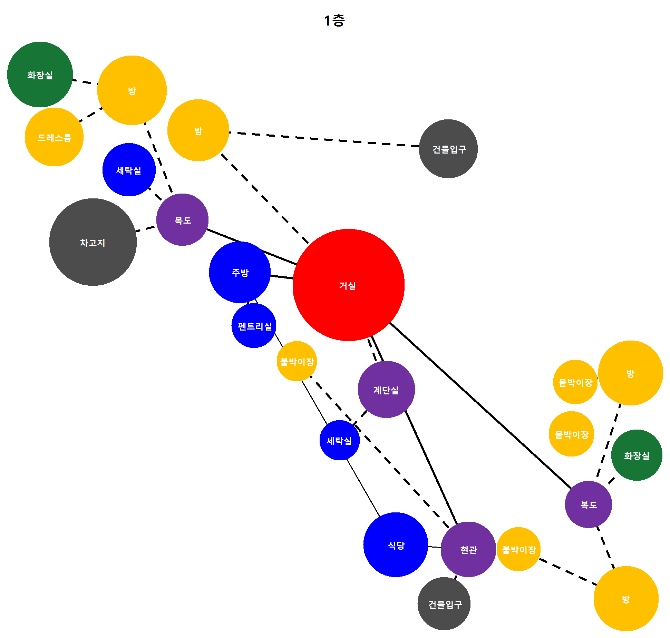 1층
화장실
방
드레스룸
방
건물입구
세탁실
복도
차고지
주방
거실
펜트리실
붙박이장
계단실
방
붙박이장
붙박이장
세탁실
화장실
복도
식당
현관
붙박이장
건물입구
방